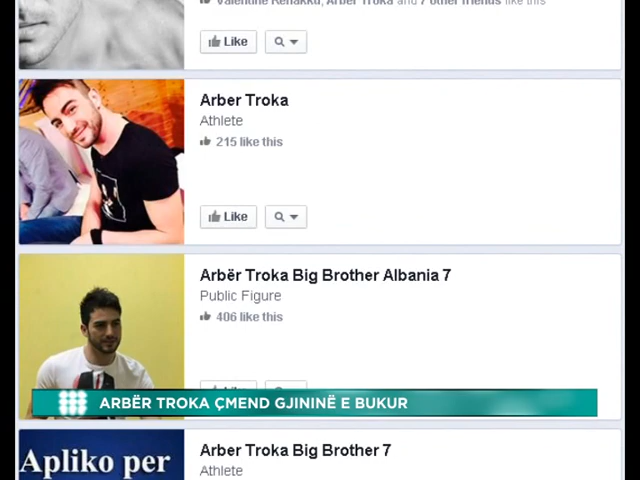 Valentine Rehakku, Arber Troka and 7 other friends like this
Like
Arber Troka
Athlete
215 like this
Like
Arbër Troka Big Brother Albania 7
Public Figure
406 like this
ARBËR TROKA ÇMEND GJININË E BUKUR
Arber Troka Big Brother 7
Apliko per
Athlete